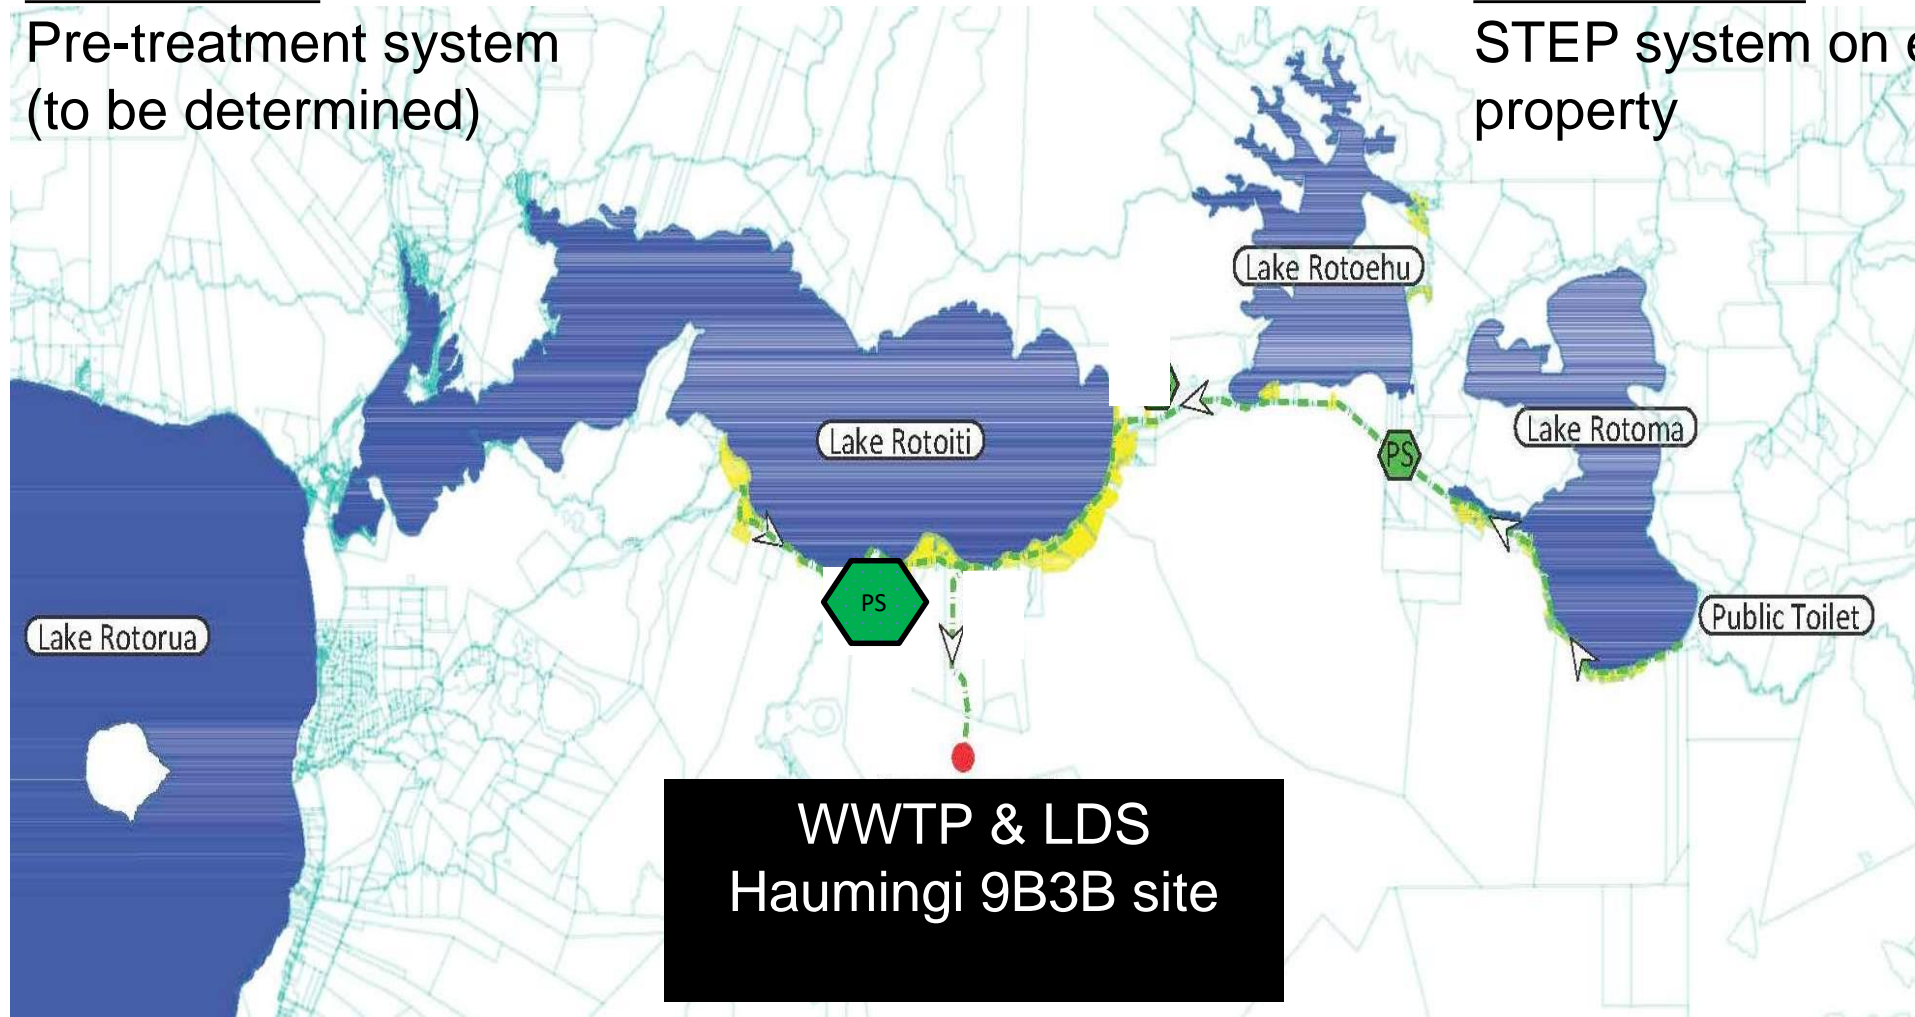 Pre-treatment system
(to be determined)
STEP system on e
property
Lake Rotoehu
Lake Rotoma
Lake Rotoiti
PS
PS
Public Toilet
Lake Rotorua
WWTP & LDS
Haumingi 9B3B site